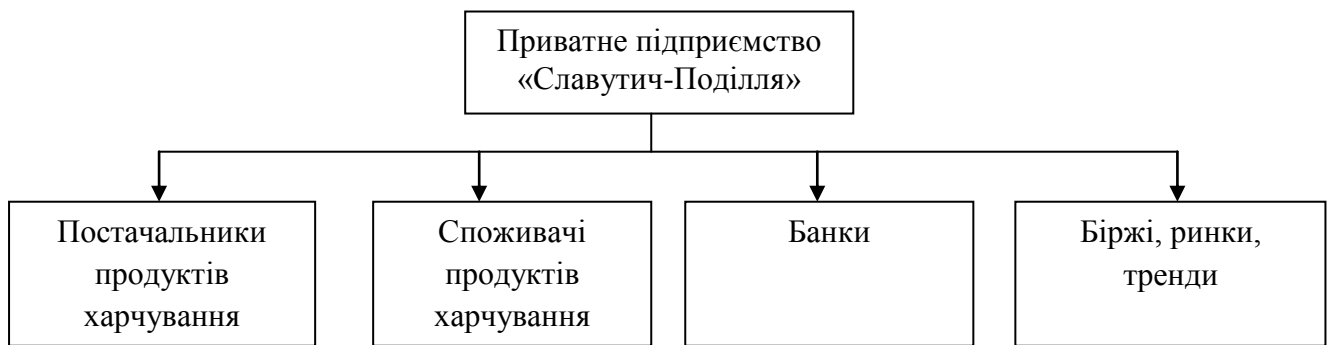 Приватне підприємство
«Славутич-Поділля»
Постачальники
продуктів
харчування
Споживачі
продуктів
харчування
Банки
Біржі, ринки,
тренди